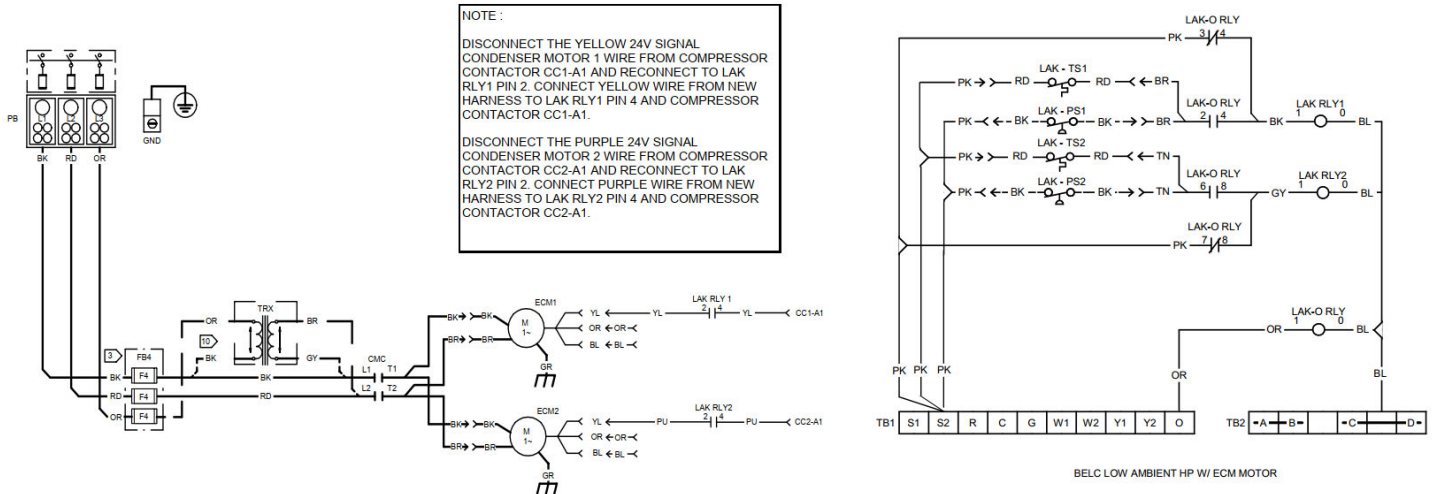 NOTE :
DISCONNECT THE YELLOW 24V SIGNAL
CONDENSER MOTOR 1 WIRE FROM COMPRESSOR
CONTACTOR CC1-A1 AND RECONNECT TO LAK
RLY1 PIN 2. CONNECT YELLOW WIRE FROM NEW
HARNESS TO LAK RLY1 PIN 4 AND COMPRESSOR
CONTACTOR CC1-A1.
DISCONNECT THE PURPLE 24V SIGNAL
CONDENSER MOTOR 2 WIRE FROM COMPRESSOR
CONTACTOR CC2-A1 AND RECONNECT TO LAK
RLY2 PIN 2. CONNECT PURPLE WIRE FROM NEW
HARNESS TO LAK RLY2 PIN 4 AND COMPRESSOR
CONTACTOR CC2-A1.
PB
L1 L2 L3
GND
BK RD OR
TRX
OR BR
10
3 FB4
BK GY
CMC
BK F4 BK L1 T1
RD F4 RD L2 T2
OR F4
ECM1
BK BK
M
1~
BR BR
GR
YL YL
LAK RLY 1
2 4
YL CC1-A1
OR OR
BL BL
ECM2
BK BK
M
1~
BR BR
GR
YL PU
LAK RLY2
2 4
PU CC2-A1
OR OR
BL BL
LAK-O RLY
PK 3 4
LAK - TS1
PK RD RD BR
LAK-O RLY
2 4
LAK RLY1
BK 1 0 BL
LAK - PS1
PK BK BK BR
LAK - TS2
PK RD RD TN
LAK-O RLY
6 8
LAK RLY2
GY 1 0 BL
LAK - PS2
PK BK BK TN
LAK-O RLY
PK 7 8
LAK-O RLY
OR 1 0 BL
PK PK PK
OR
BL
TB1 S1 S2 R C G W1 W2 Y1 Y2 O
TB2 A B C D
BELC LOW AMBIENT HP W/ ECM MOTOR